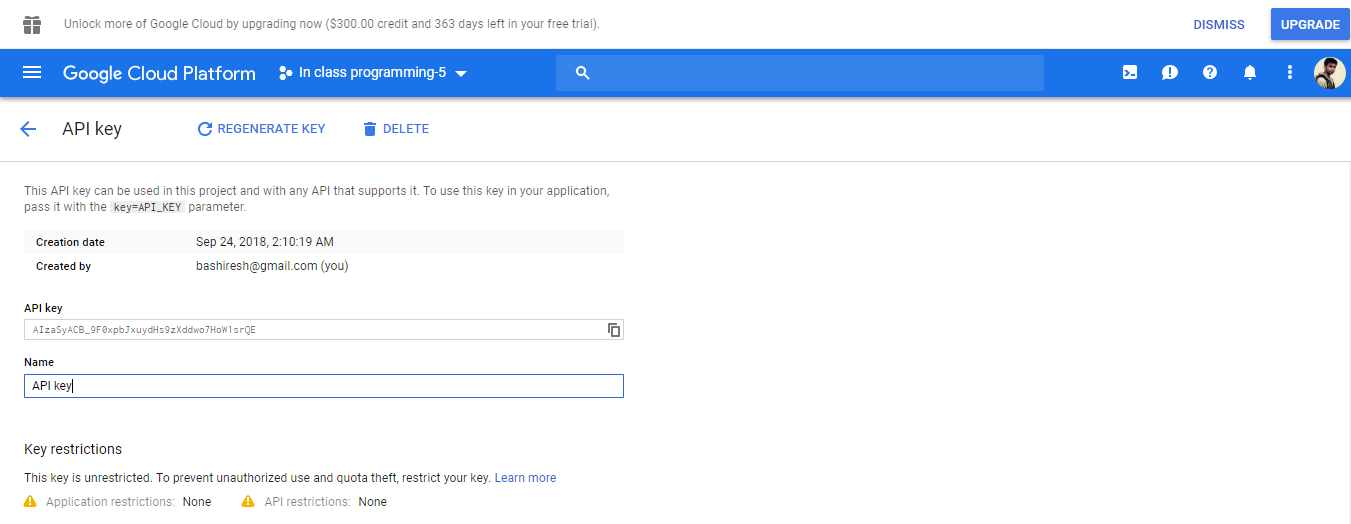 Unlock more of Google Cloud by upgrading now ($300.00 credit and 363 days left in your free trial).
DISMISS
UPGRADE
Google Cloud Platform
In class programming-5
API key
REGENERATE KEY
DELETE
This API key can be used in this project and with any API that supports it. To use this key in your application,
pass it with the key=API_KEY parameter.
Creation date Sep 24, 2018, 2:10:19 AM
Created by bashiresh@gmail.com (you)
API key
AIzaSyACB_9F0xpbJxuydHs9zXddwo7HoW1srQE
Name
API key
Key restrictions
This key is unrestricted. To prevent unauthorized use and quota theft, restrict your key. Learn more
Application restrictions: None API restrictions: None